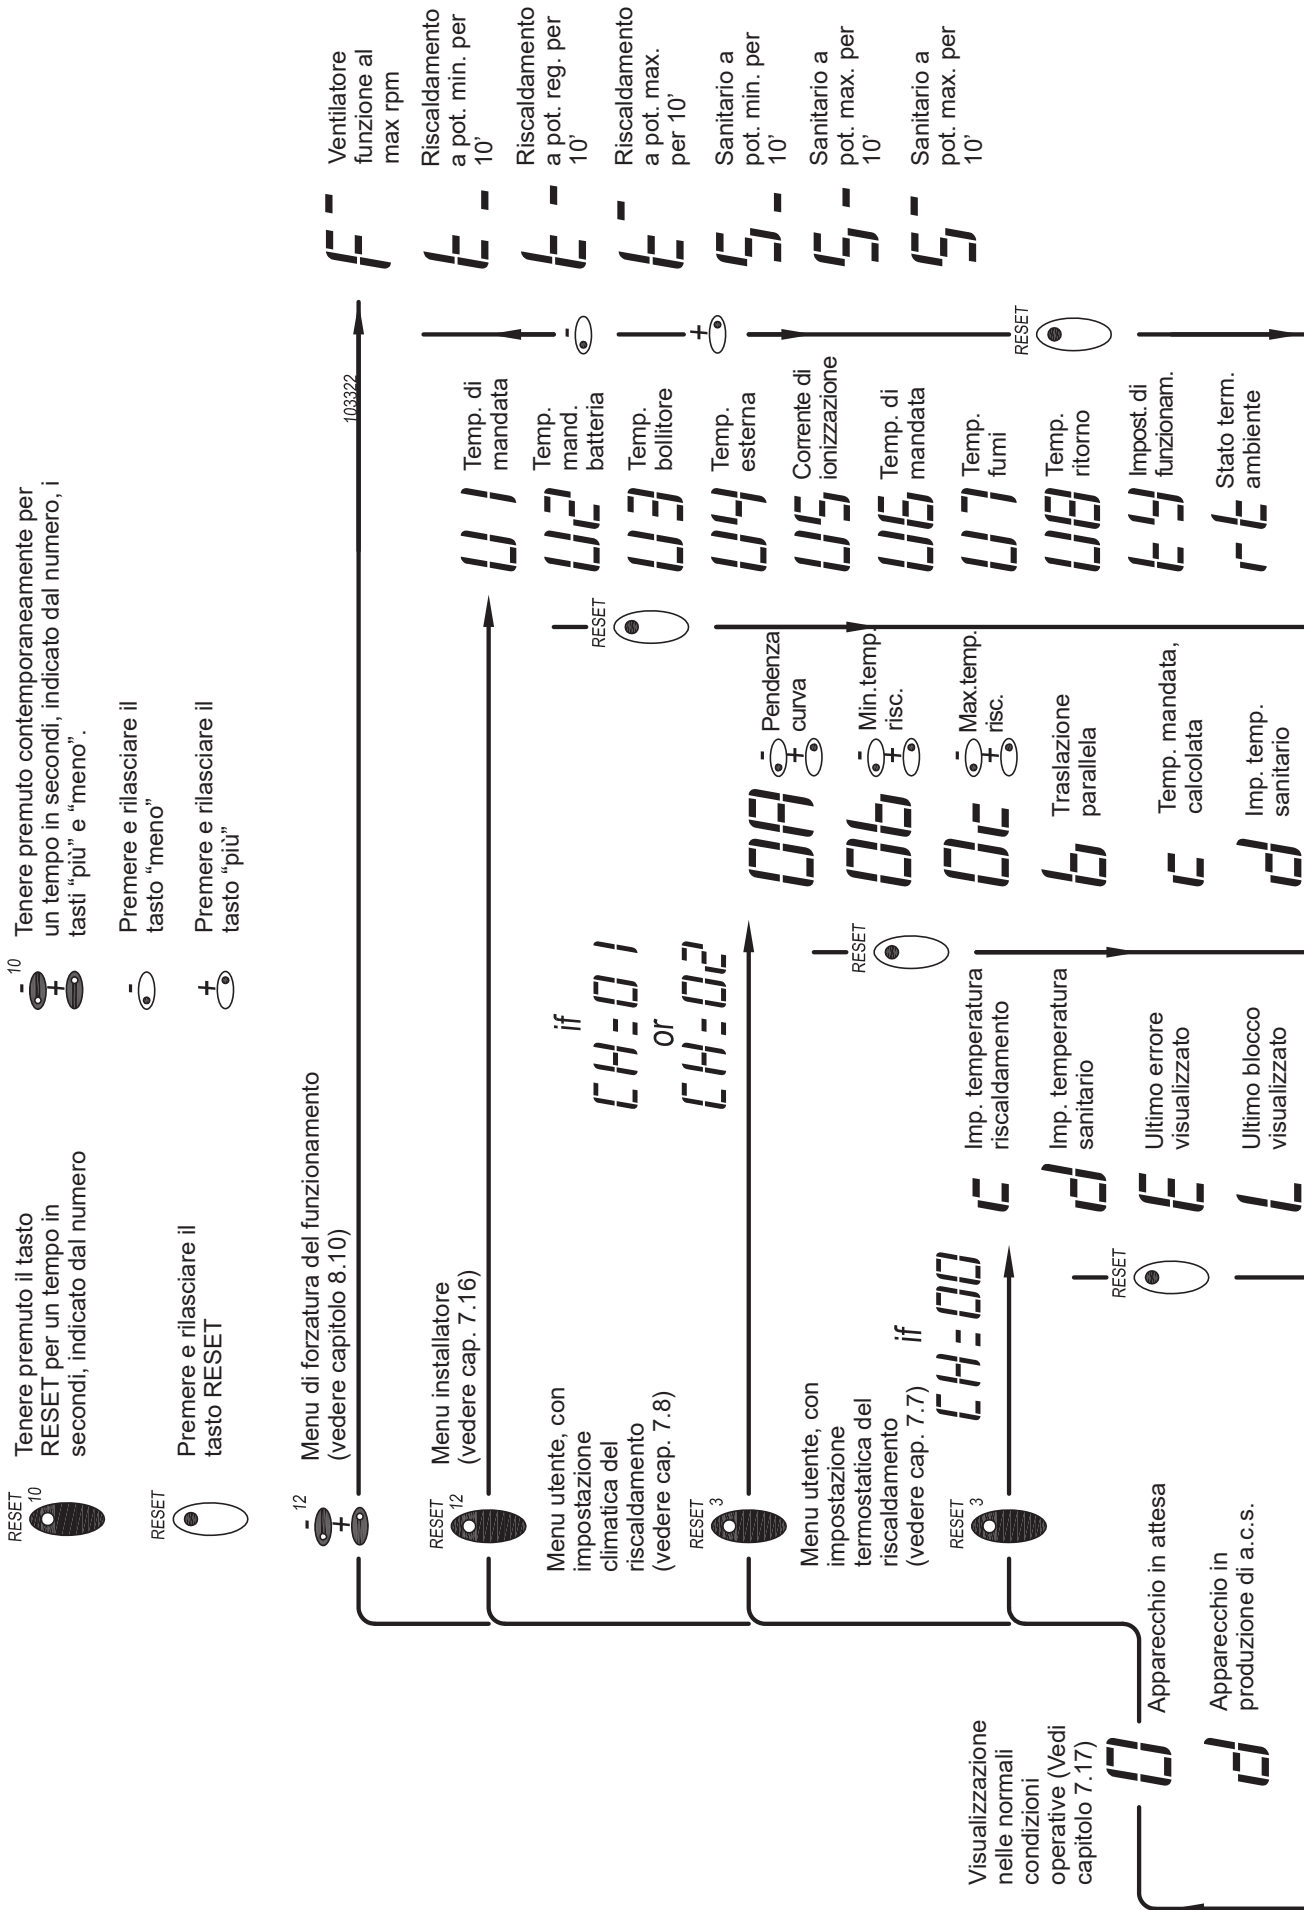 RESET
10
Tenere premuto il tasto
RESET per un tempo in
secondi, indicato dal numero
RESET
Premere e rilasciare il
tasto RESET
- 10
+
Tenere premuto contemporaneamente per
un tempo in secondi, indicato dal numero, i
tasti “più” e “meno”.
-
Premere e rilasciare il
tasto “meno”
+
Premere e rilasciare il
tasto “più”
- 12
+
Menu di forzatura del funzionamento
(vedere capitolo 8.10)
103322
F -
Ventilatore
funzione al
max rpm
t -
Riscaldamento
a pot. min. per
10’
t -
Riscaldamento
a pot. reg. per
10’
t -
Riscaldamento
a pot. max.
per 10’
S -
Sanitario a
pot. min. per
10’
S -
Sanitario a
pot. max. per
10’
S -
Sanitario a
pot. max. per
10’
-
+
RESET
RESET
12
Menu installatore
(vedere cap. 7.16)
U1
Temp. di
mandata
U2
Temp.
mand.
batteria
U3
Temp.
bollitore
U4
Temp.
esterna
U5
Corrente di
ionizzazione
U6
Temp. di
mandata
U7
Temp.
fumi
U8
Temp.
ritorno
tY
Impost. di
funzionam.
rt
Stato term.
ambiente
RESET
Menu utente, con
impostazione
climatica del
riscaldamento
(vedere cap. 7.8)
RESET
3
if
CH:01
or
CH:02
0A
-
+
Pendenza
curva
0b
-
+
Min.temp.
risc.
0c
-
+
Max.temp.
risc.
b
Traslazione
parallela
c
Temp. mandata,
calcolata
d
Imp. temp.
sanitario
RESET
Menu utente, con
impostazione
termostatica del
riscaldamento
(vedere cap. 7.7)
RESET
3
if
CH:00
c
Imp. temperatura
riscaldamento
d
Imp. temperatura
sanitario
E
Ultimo errore
visualizzato
L
Ultimo blocco
visualizzato
RESET
Visualizzazione
nelle normali
condizioni
operative (Vedi
capitolo 7.17)
0
Apparecchio in attesa
d
Apparecchio in
produzione di a.c.s.